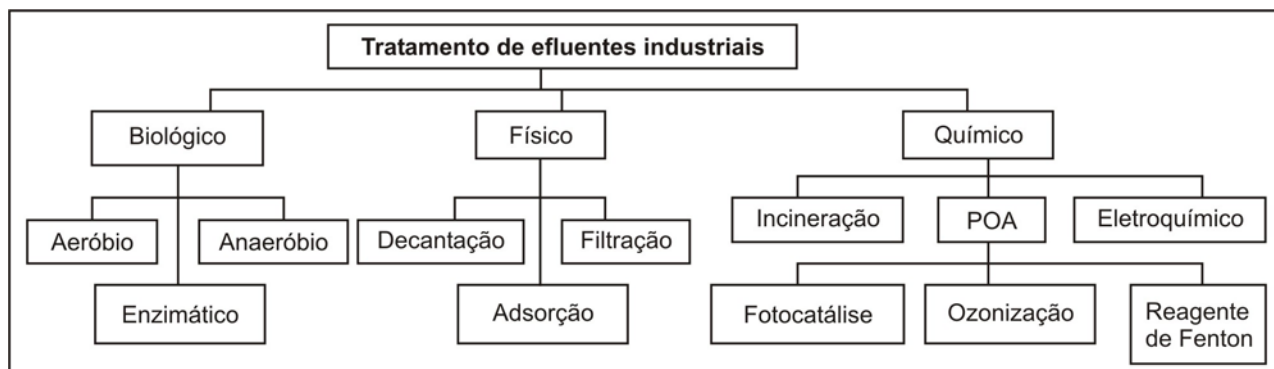 Tratamento de efluentes industriais
Biológico
Físico
Químico
Aeróbio
Anaeróbio
Enzimático
Decantação
Filtração
Adsorção
Incineração
POA
Eletroquímico
Fotocatálise
Ozonização
Reagente
de Fenton